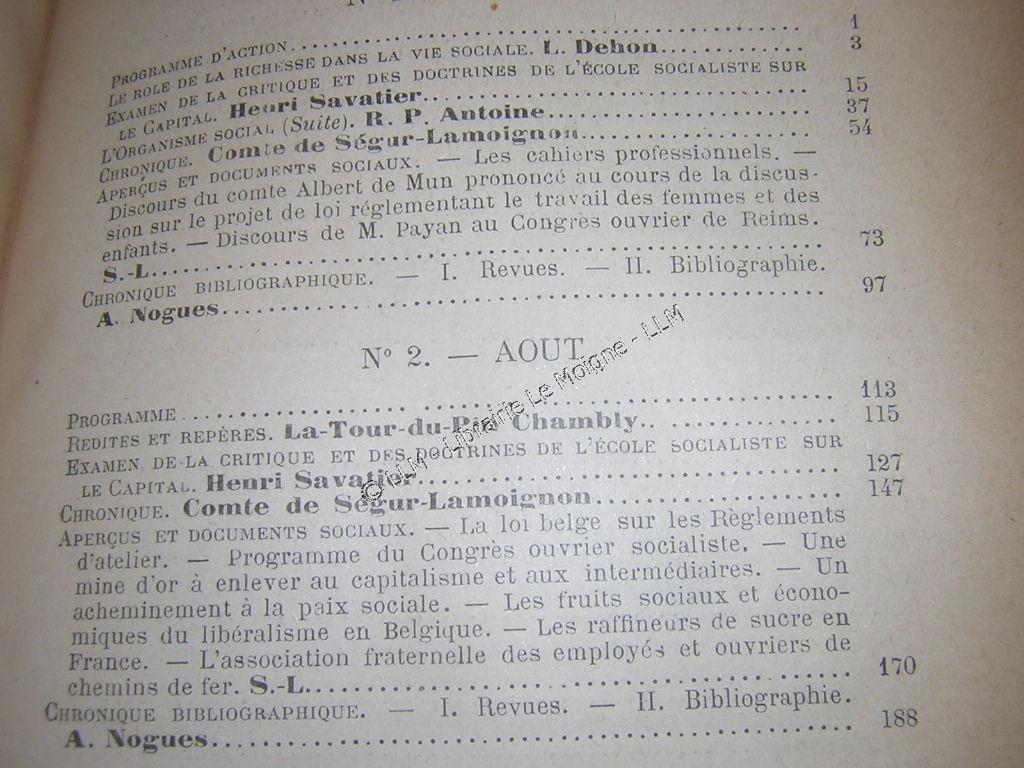 PROGRAMME D'ACTION. 1
LE ROLE DE LA RICHESSE DANS LA VIE SOCIALE. L. Dehon. 3
EXAMEN DE LA CRITIQUE ET DES DOCTRINES DE L'ÉCOLE SOCIALISTE SUR
LE CAPITAL. Henri Savatier. 15
L'ORGANISME SOCIAL (Suite). R. P. Antoine. 37
CHRONIQUE. Comte de Ségur-Lamoignon. 54
APERÇUS ET DOCUMENTS SOCIAUX. — Les cahiers professionnels. —
Discours du comte Albert de Mun prononcé au cours de la discus-
sion sur le projet de loi réglementant le travail des femmes et des
enfants. — Discours de M. Payan au Congrès ouvrier de Reims.
S.-L. 73
CHRONIQUE BIBLIOGRAPHIQUE. — I. Revues. — II. Bibliographie.
A. Nogues. 97
N° 2. — AOUT
PROGRAMME. 113
REDITES ET REPÈRES. La-Tour-du-Pin Chambly. 115
EXAMEN DE LA CRITIQUE ET DES DOCTRINES DE L'ÉCOLE SOCIALISTE SUR
LE CAPITAL. Henri Savatier. 127
CHRONIQUE. Comte de Ségur-Lamoignon. 147
APERÇUS ET DOCUMENTS SOCIAUX. — La loi belge sur les Règlements
d'atelier. — Programme du Congrès ouvrier socialiste. — Une
mine d'or à enlever au capitalisme et aux intermédiaires. — Un
acheminement à la paix sociale. — Les fruits sociaux et écono-
miques du libéralisme en Belgique. — Les raffineurs de sucre en
France. — L'association fraternelle des employés et ouvriers de
chemins de fer. S.-L. 170
CHRONIQUE BIBLIOGRAPHIQUE. — I. Revues. — II. Bibliographie.
A. Nogues. 188
© LLM - Librairie Le Moigne - LLM